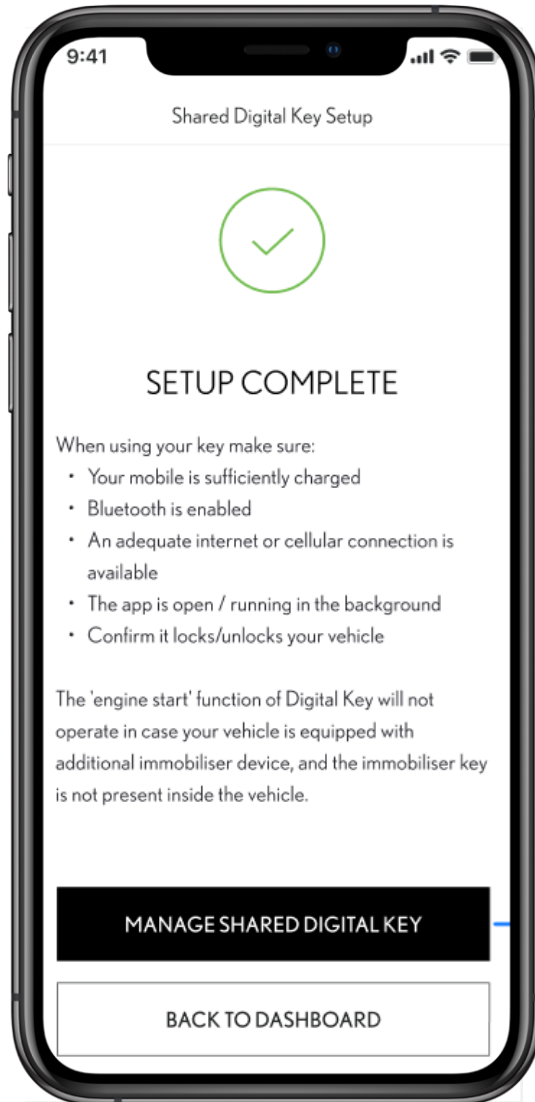 9:41
Shared Digital Key Setup
SETUP COMPLETE
When using your key make sure:
• Your mobile is sufficiently charged
• Bluetooth is enabled
• An adequate internet or cellular connection is
available
• The app is open / running in the background
• Confirm it locks/unlocks your vehicle
The 'engine start' function of Digital Key will not
operate in case your vehicle is equipped with
additional immobiliser device, and the immobiliser key
is not present inside the vehicle.
MANAGE SHARED DIGITAL KEY
BACK TO DASHBOARD